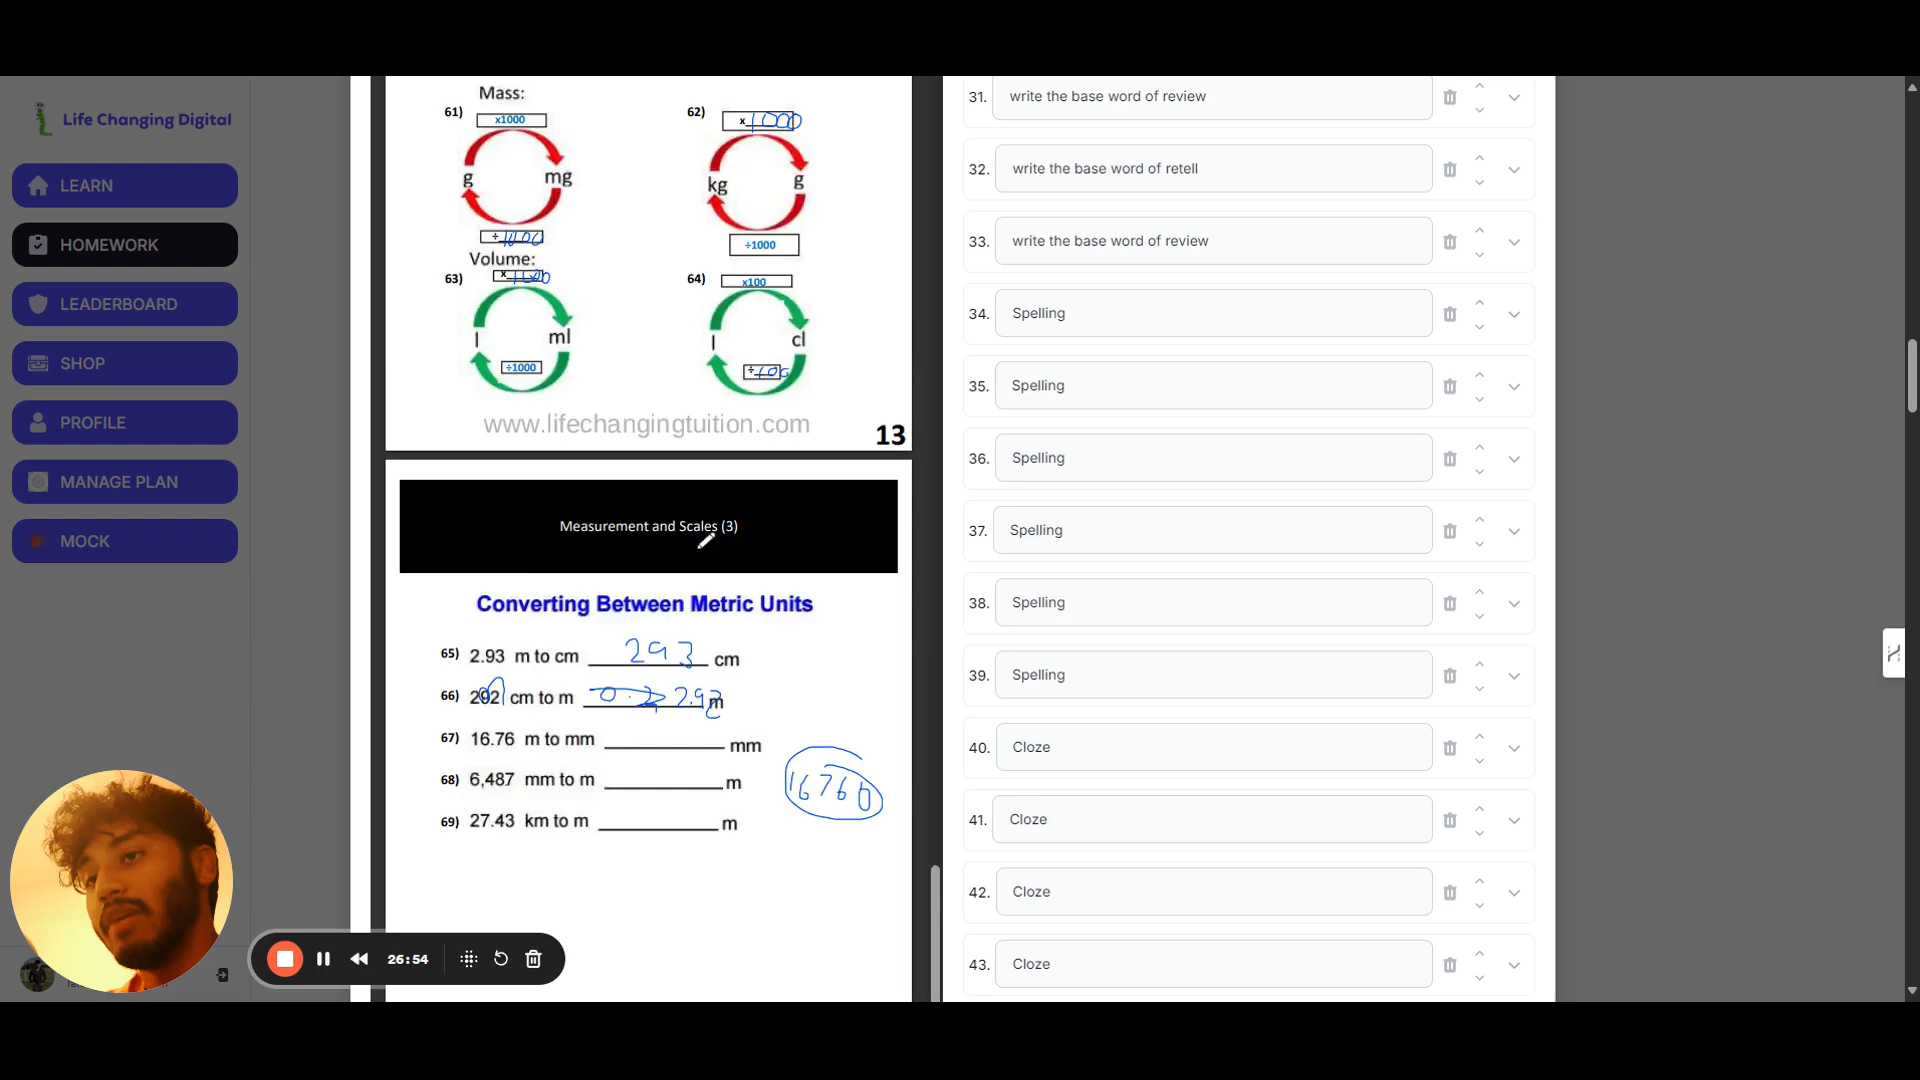 Life Changing Digital
LEARN
HOMEWORK
LEADERBOARD
SHOP
PROFILE
MANAGE PLAN
MOCK
26:54
Mass:
61)
x1000
g
mg
÷ 1000
62)
x 1000
kg
g
÷1000
Volume:
63)
x 1000
l
ml
÷1000
64)
x100
l
cl
÷ 100
www.lifechangingtuition.com
13
Measurement and Scales (3)
Converting Between Metric Units
65) 2.93 m to cm 293 cm
66) 292 cm to m 2.92 m
67) 16.76 m to mm mm
68) 6,487 mm to m m
69) 27.43 km to m m
16760
31. write the base word of review
32. write the base word of retell
33. write the base word of review
34. Spelling
35. Spelling
36. Spelling
37. Spelling
38. Spelling
39. Spelling
40. Cloze
41. Cloze
42. Cloze
43. Cloze